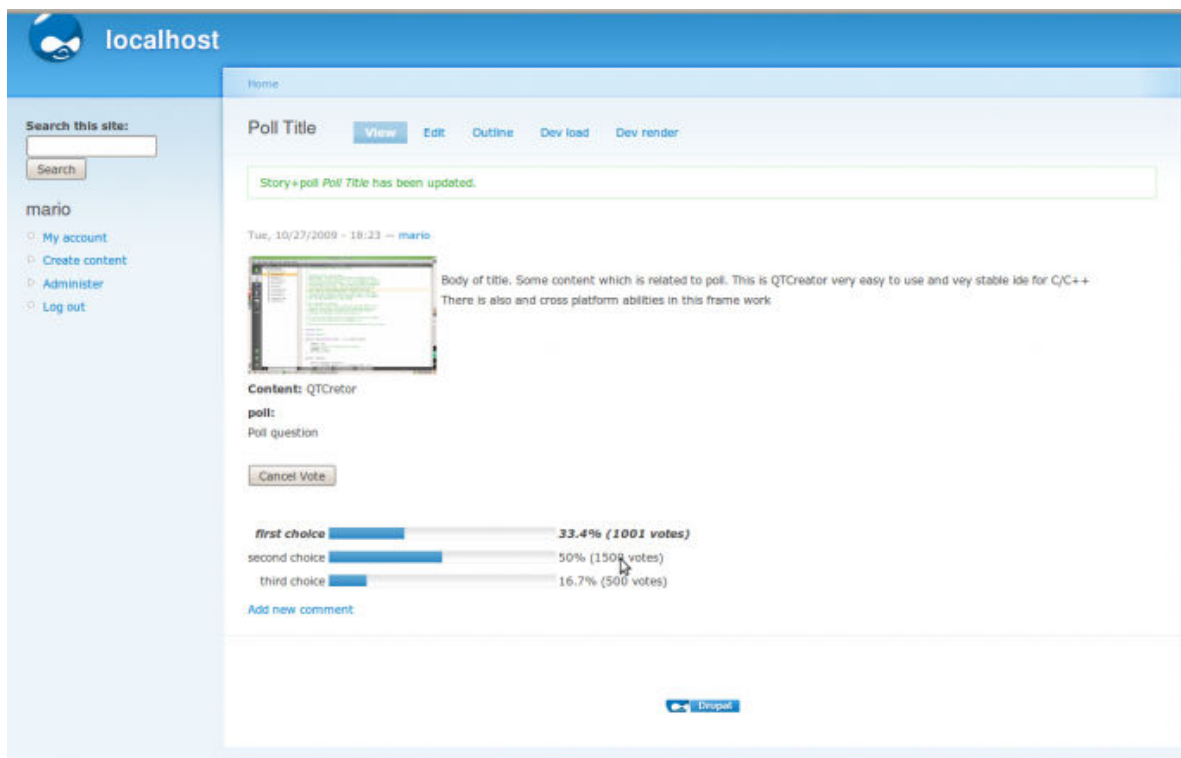 localhost
Home
Search this site:
Search
mario
My account
Create content
Administer
Log out
Poll Title
View Edit Outline Dev load Dev render
Story+poll Poll Title has been updated.
Tue, 10/27/2009 - 18:23 — mario
Body of title. Some content which is related to poll. This is QTCreator very easy to use and vey stable ide for C/C++
There is also and cross platform abilities in this frame work
Content: QTCretor
poll:
Poll question
Cancel Vote
first choice 33.4% (1001 votes)
second choice 50% votes)
third choice 16.7% (500 votes)
Add new comment
Drupal